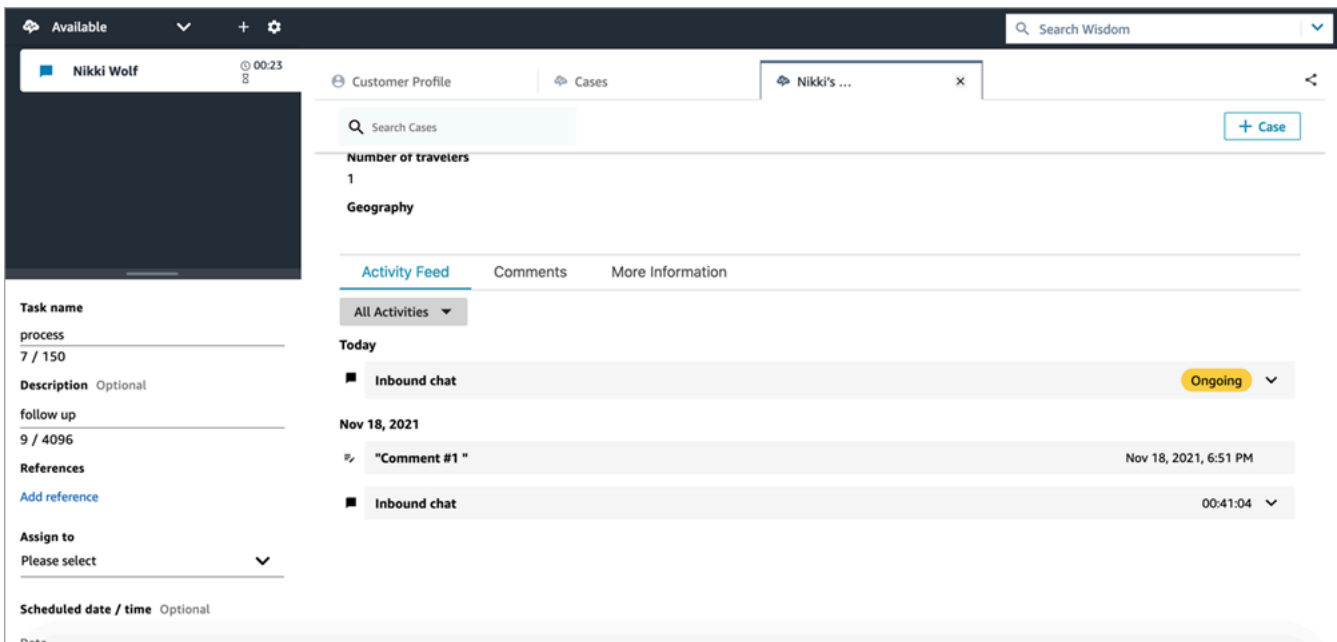 Available
Search Wisdom
Nikki Wolf
00:23
Customer Profile
Cases
Nikki's ...
Search Cases
+ Case
Number of travelers
1
Geography
Activity Feed
Comments
More Information
All Activities
Today
Inbound chat
Ongoing
Nov 18, 2021
"Comment #1 "
Nov 18, 2021, 6:51 PM
Inbound chat
00:41:04
Task name
process
7 / 150
Description Optional
follow up
9 / 4096
References
Add reference
Assign to
Please select
Scheduled date / time Optional